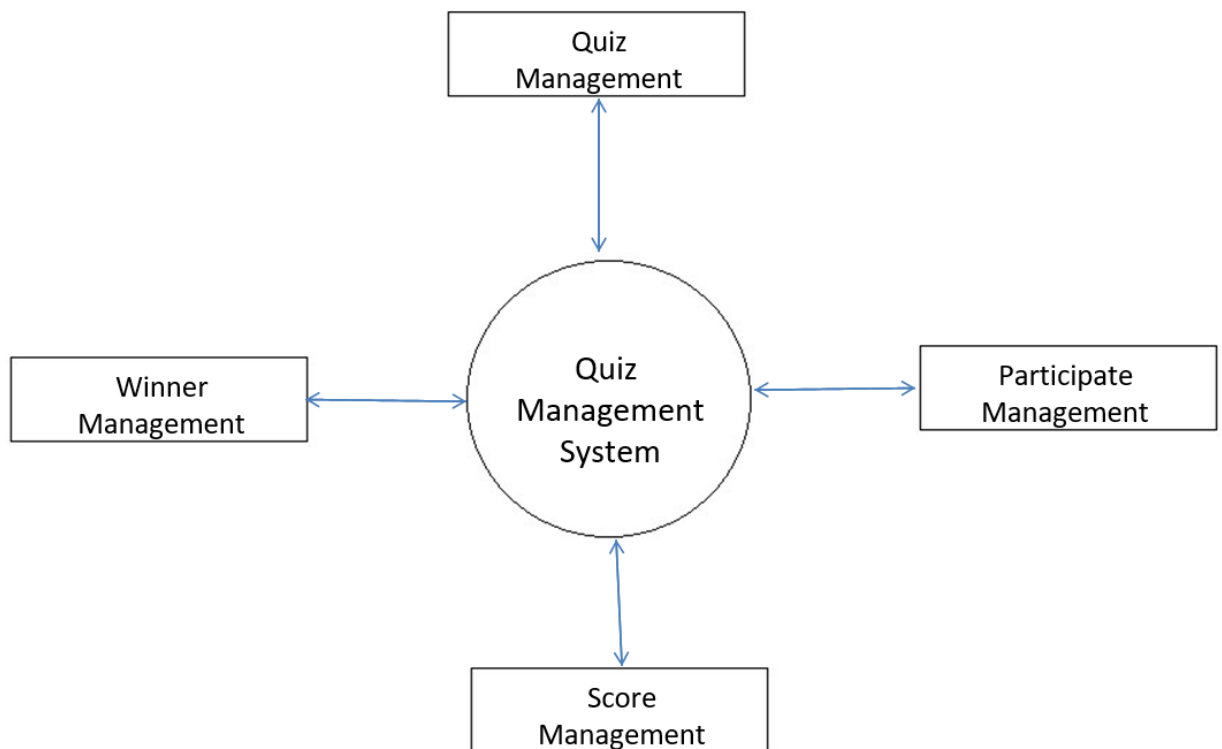 Quiz
Management
Winner
Management
Quiz
Management
System
Participate
Management
Score
Management